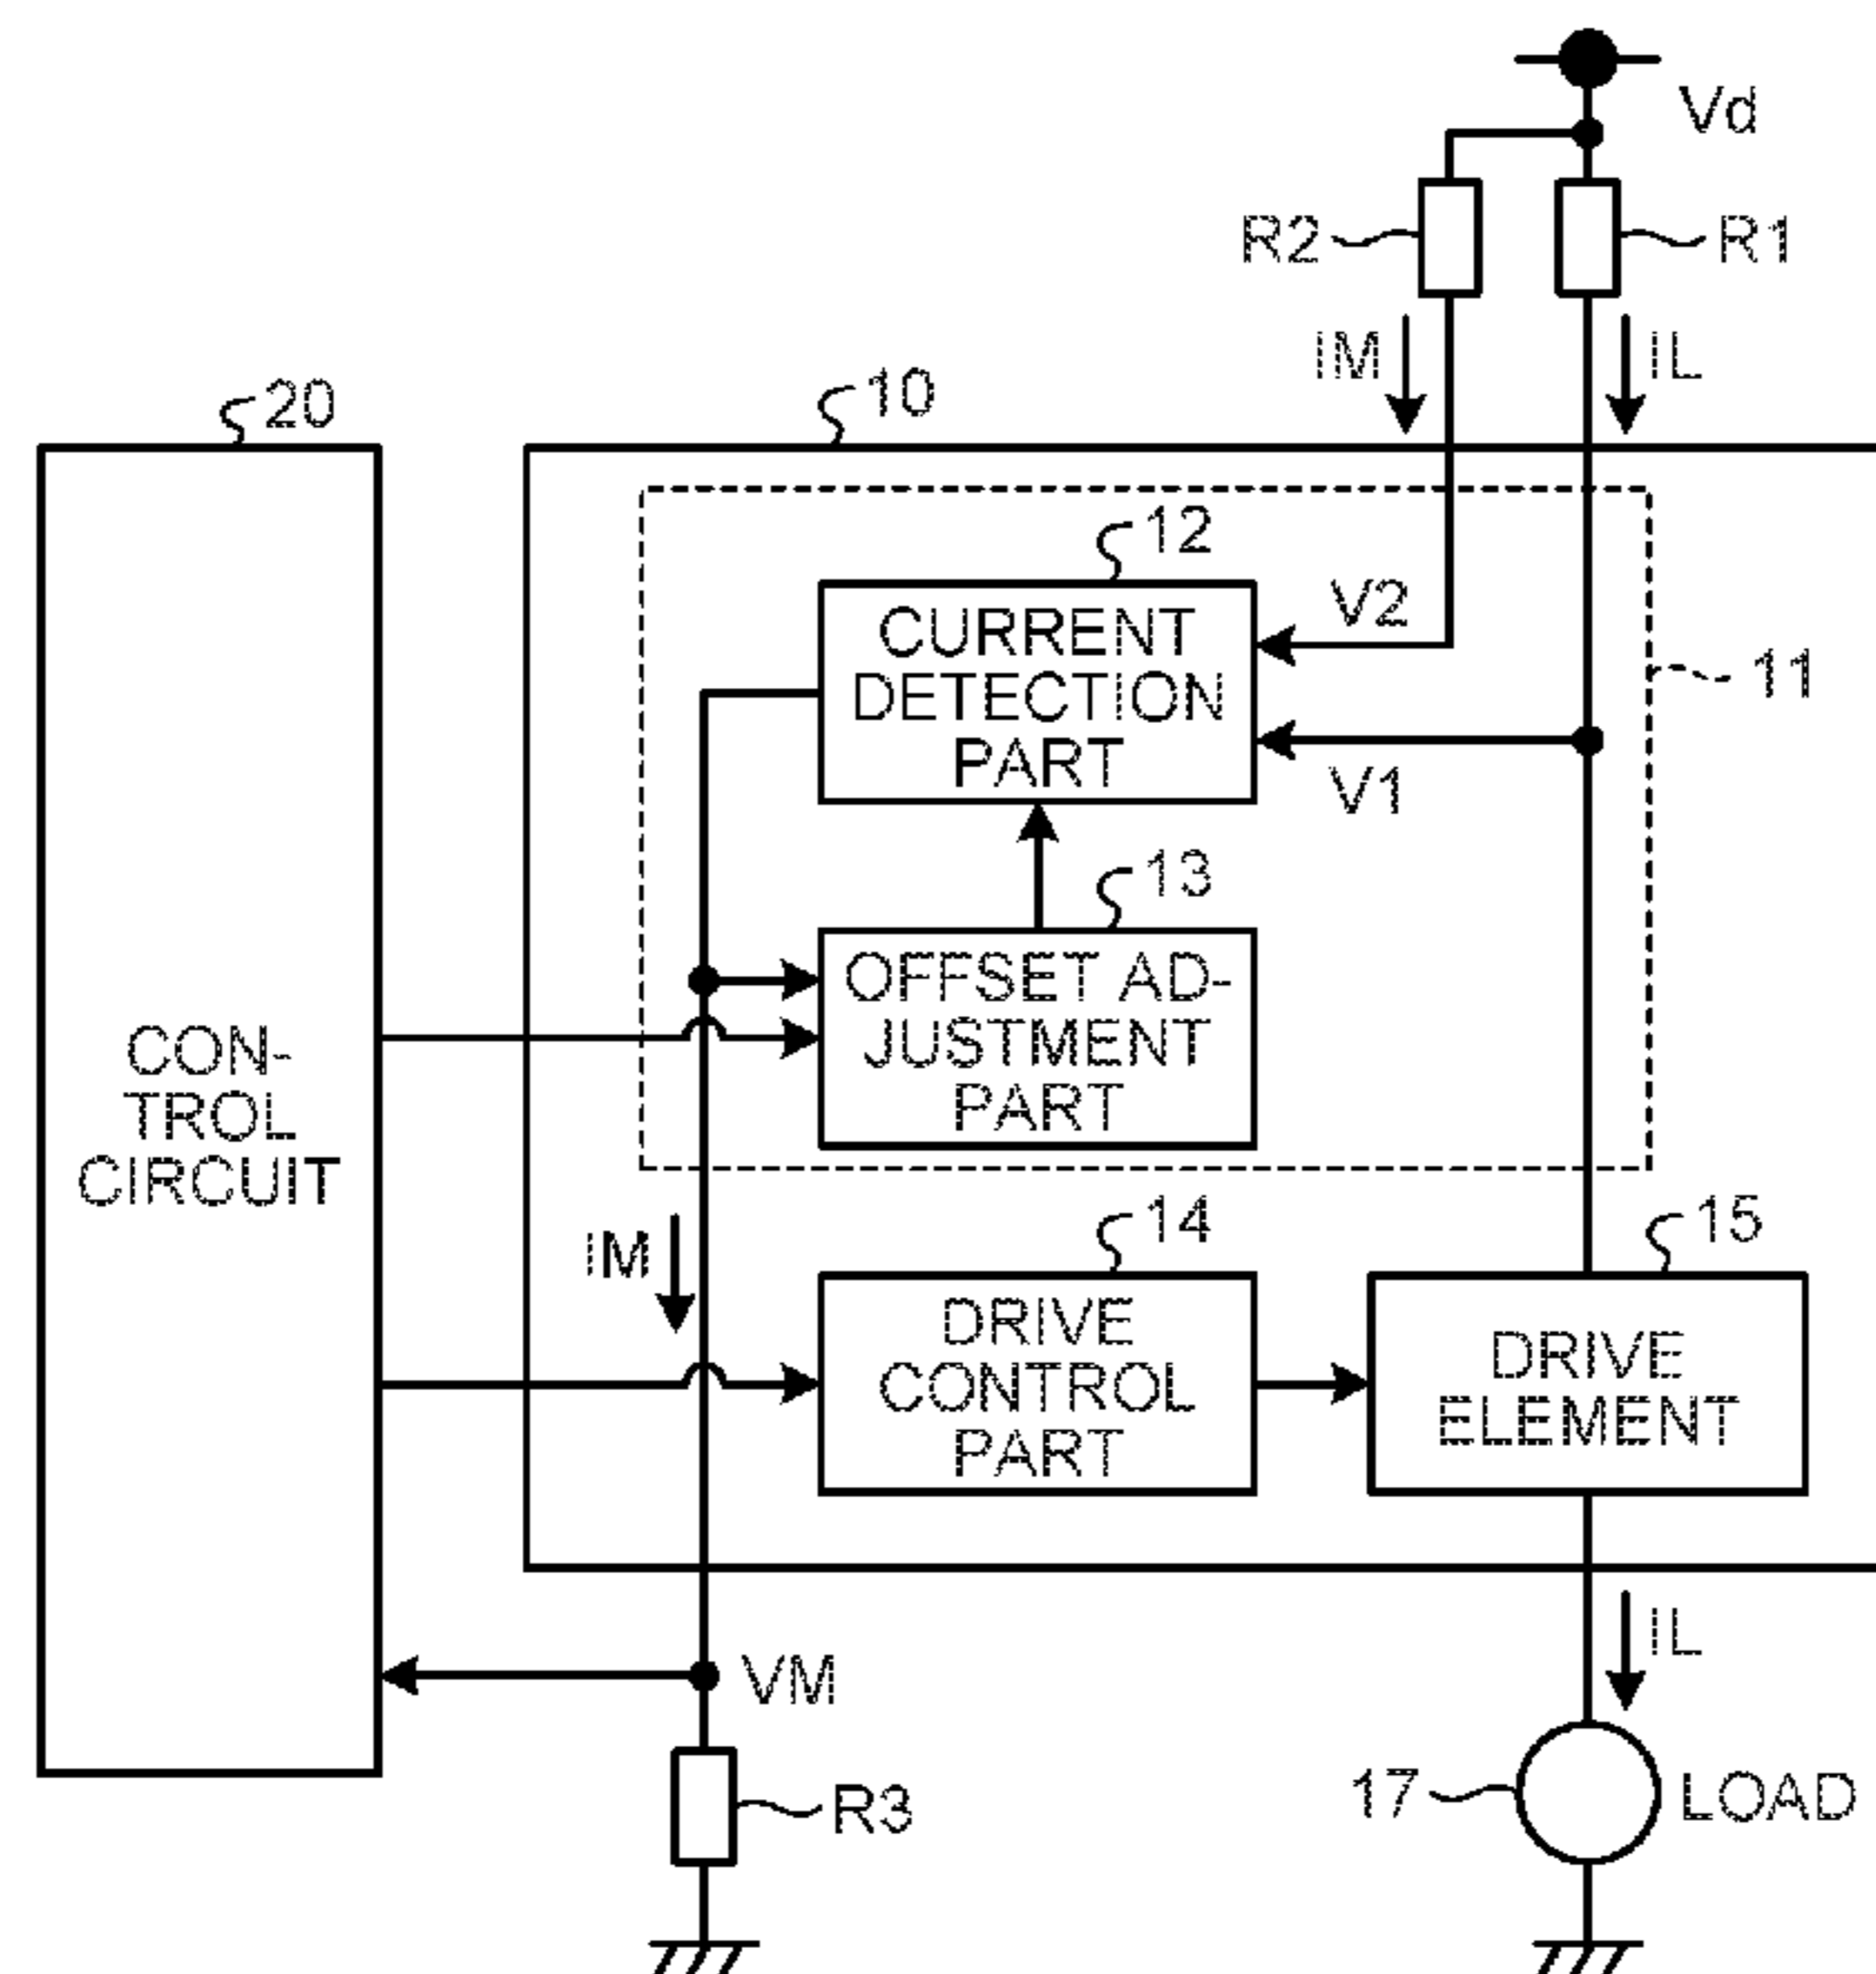 Vd
R2
R1
IM
IL
20
10
12
V2
CURRENT
DETECTION
PART
11
V1
13
OFFSET AD-
JUSTMENT
PART
CON-
TROL
CIRCUIT
14
15
IM
DRIVE
CONTROL
PART
DRIVE
ELEMENT
IL
VM
17
LOAD
R3